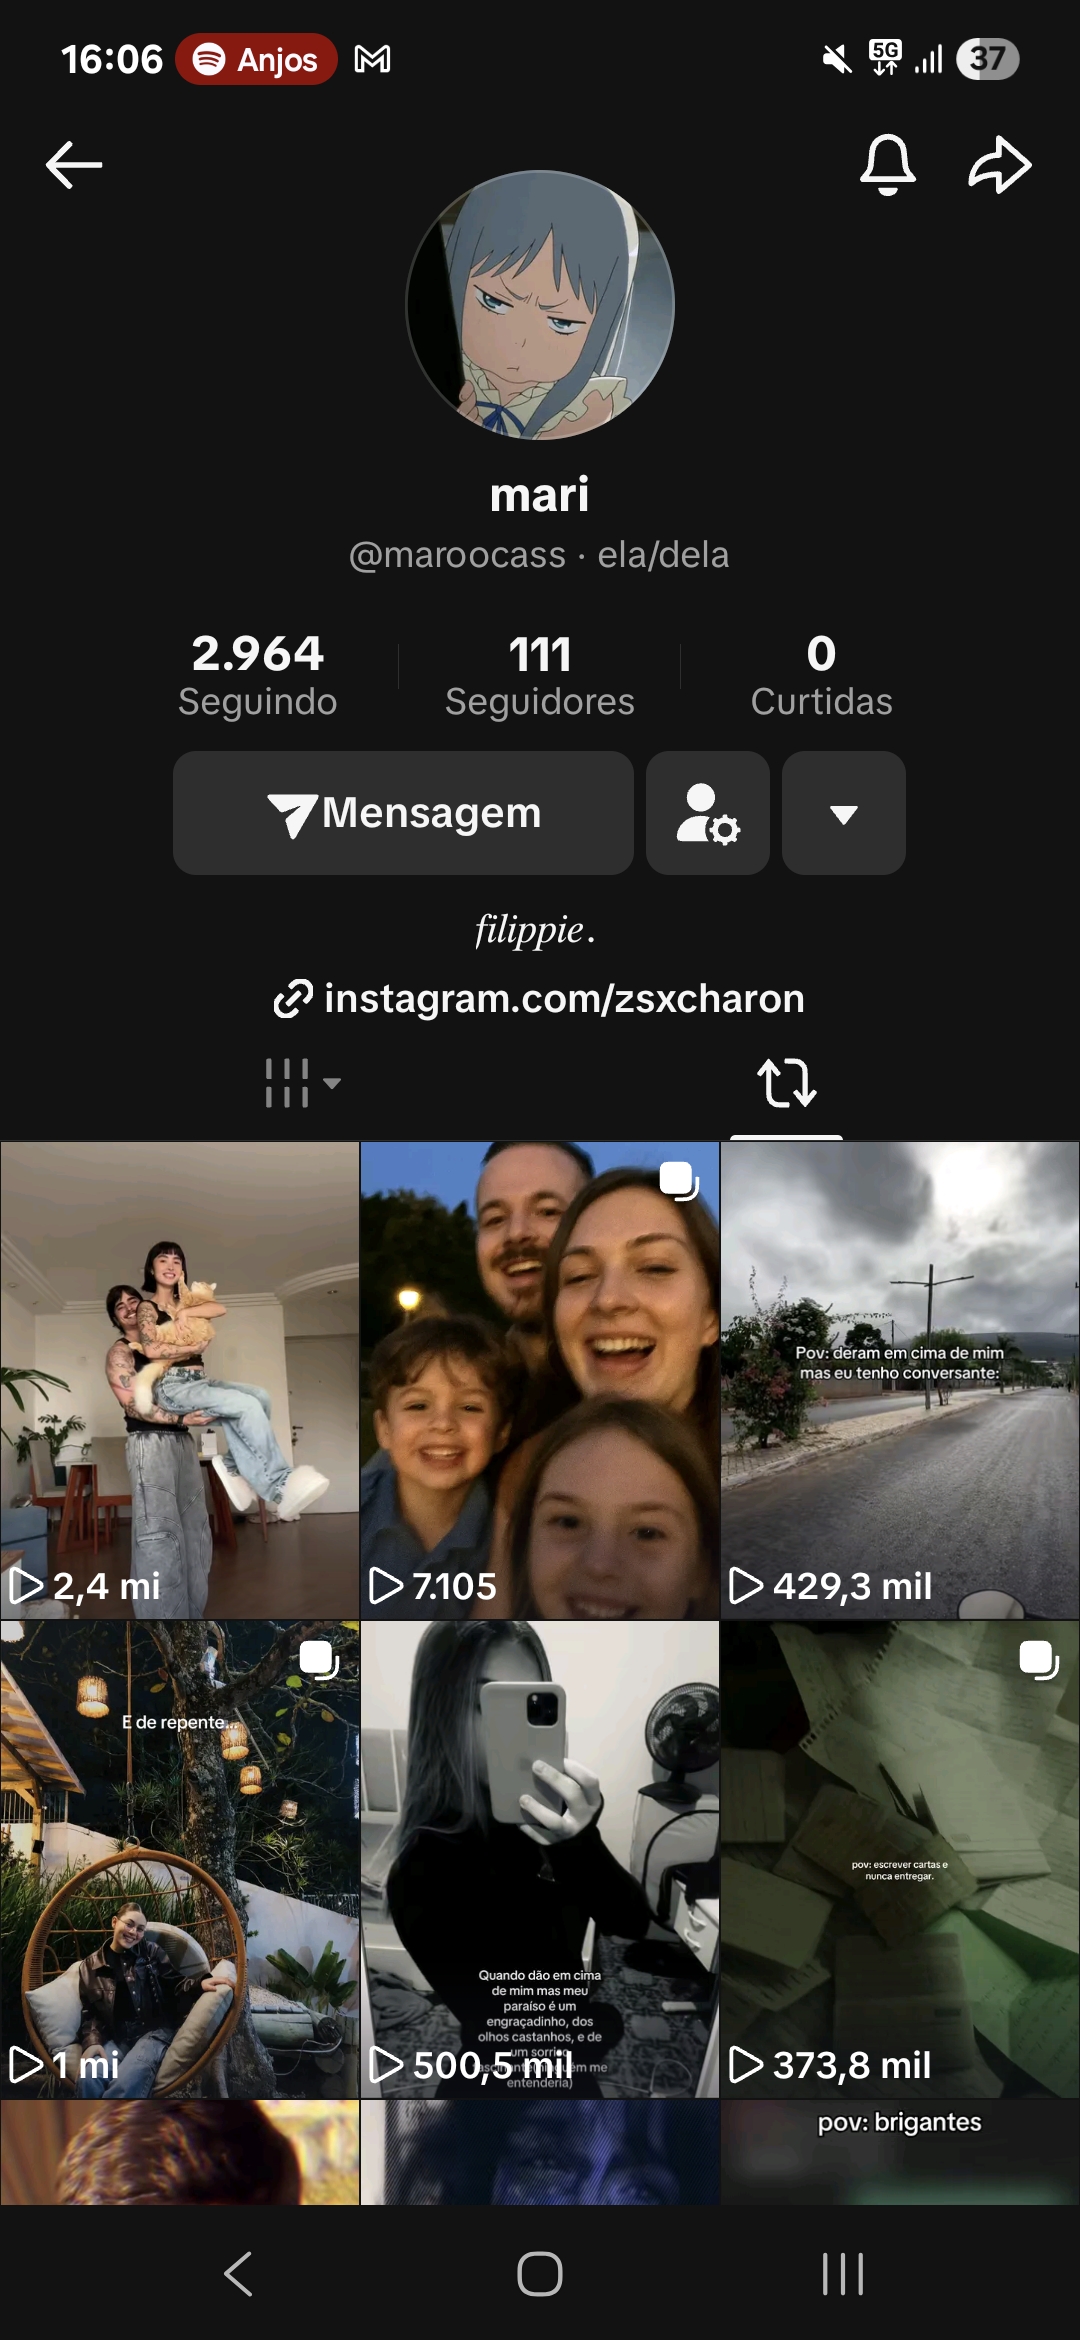 16:06 Anjos 5G 37
mari
@maroocass · ela/dela
2.964 111 0
Seguindo Seguidores Curtidas
Mensagem
filippie.
instagram.com/zsxcharon
Pov: deram em cima de mim
mas eu tenho conversante:
2,4 mi 7.105 429,3 mil
E de repente...
pov: escrever cartas e
nunca entregar.
Quando dão em cima
de mim mas meu
paraíso é um
engraçadinho, dos
olhos castanhos, e de
um sorriso
me
entenderia)
1 mi 500,5 mil 373,8 mil
pov: brigantes